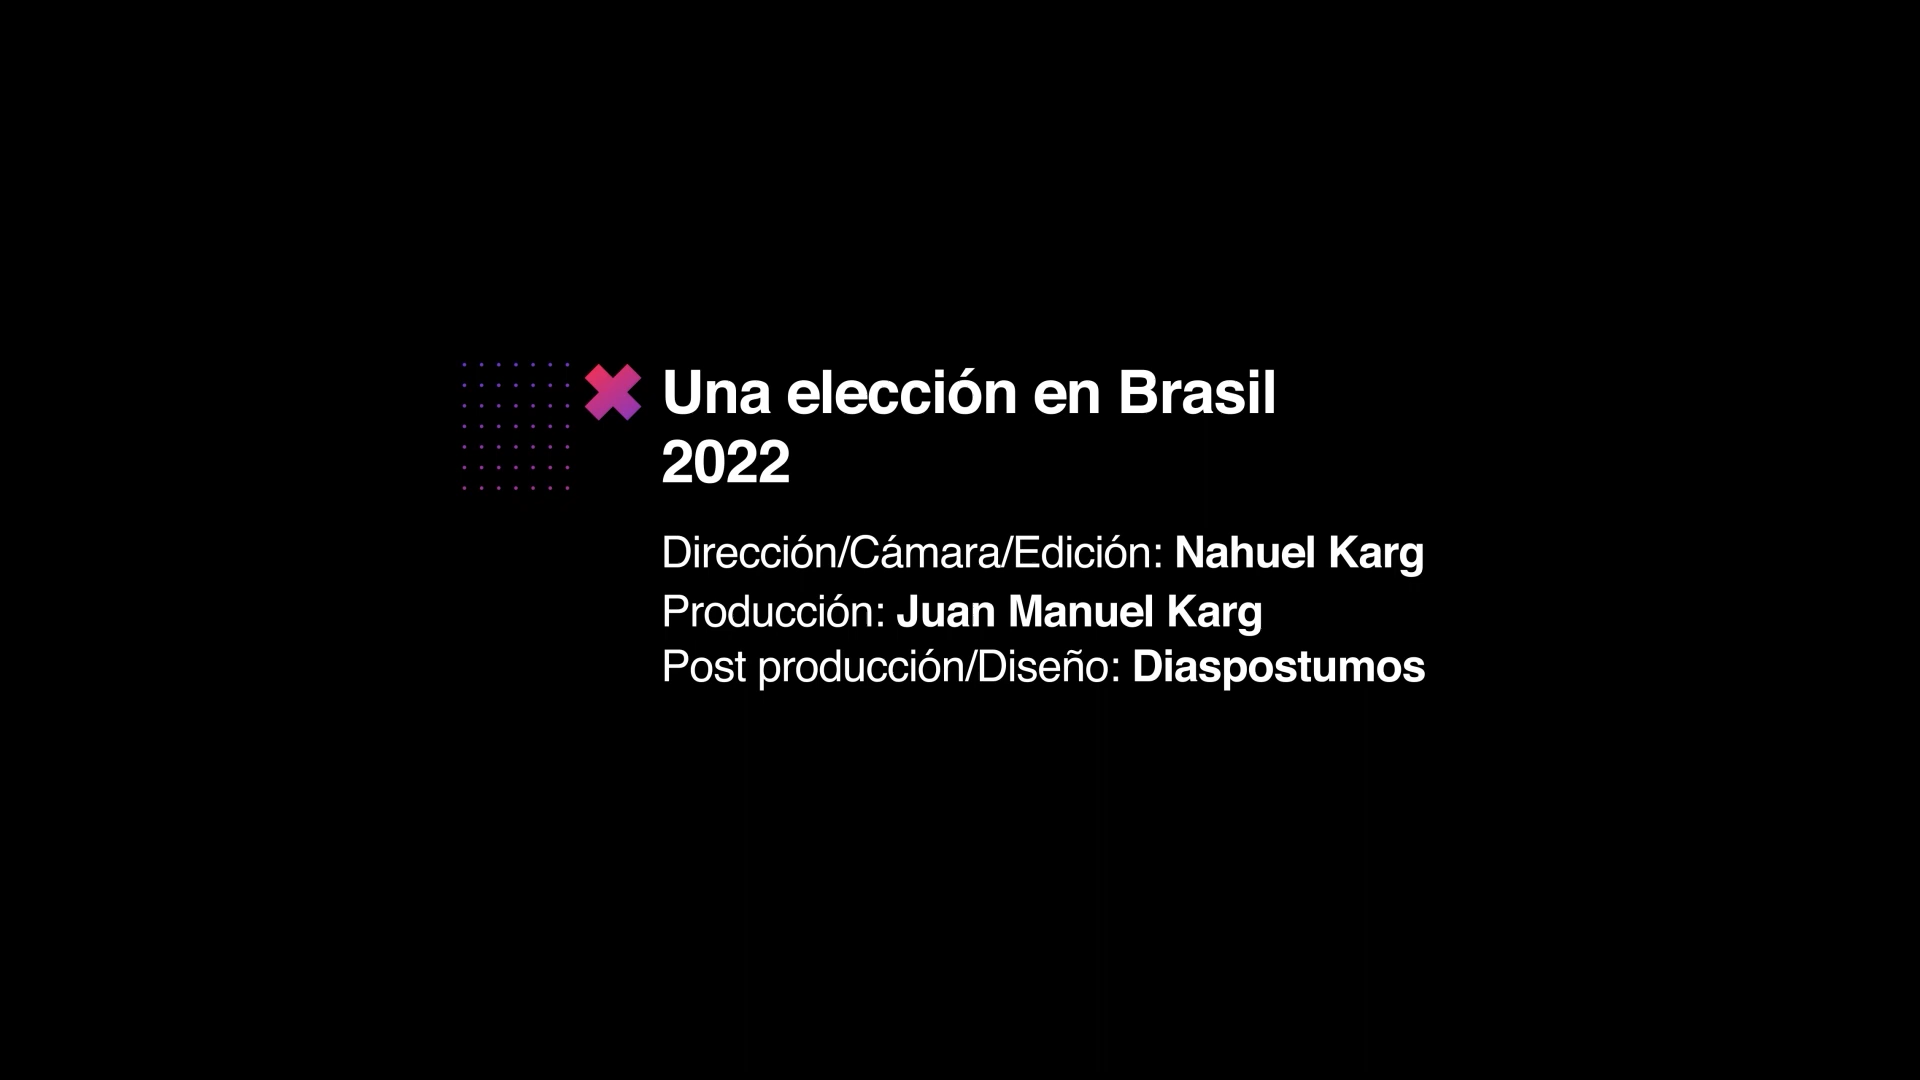 Una elección en Brasil
2022
Dirección/Cámara/Edición: Nahuel Karg
Producción: Juan Manuel Karg
Post producción/Diseño: Diaspostumos